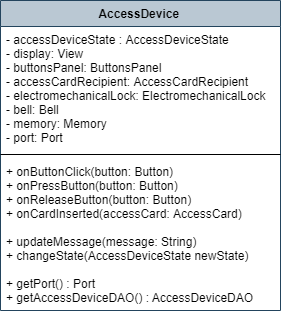 AccessDevice
- accessDeviceState : AccessDeviceState
- display: View
- buttonsPanel: ButtonsPanel
- accessCardRecipient: AccessCardRecipient
- electromechanicalLock: ElectromechanicalLock
- bell: Bell
- memory: Memory
- port: Port
+ onButtonClick(button: Button)
+ onPressButton(button: Button)
+ onReleaseButton(button: Button)
+ onCardInserted(accessCard: AccessCard)
+ updateMessage(message: String)
+ changeState(AccessDeviceState newState)
+ getPort() : Port
+ getAccessDeviceDAO() : AccessDeviceDAO